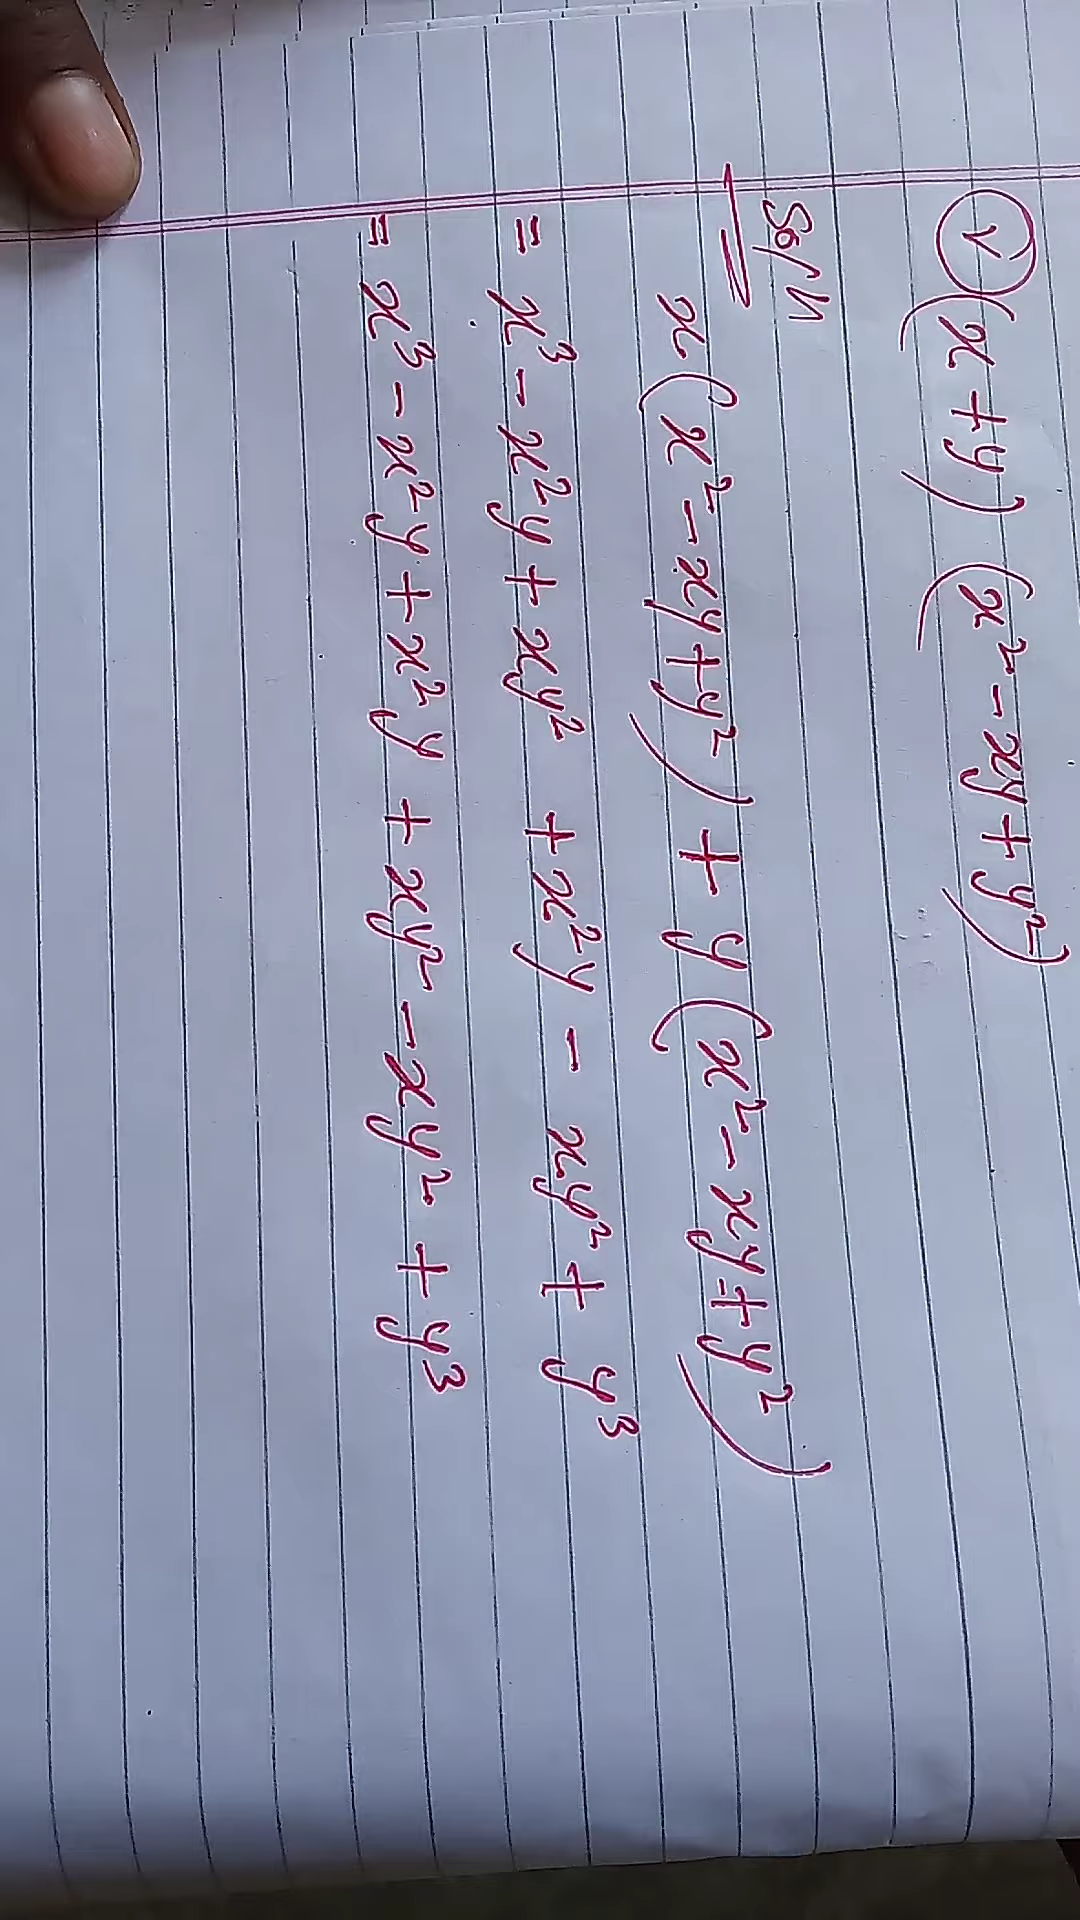 (v) (x + y) (x² - xy + y²)
Sol'n
x(x² - xy + y²) + y(x² - xy + y²)
= x³ - x²y + xy² + x²y - xy² + y³
= x³ - x²y + x²y + xy² - xy² + y³